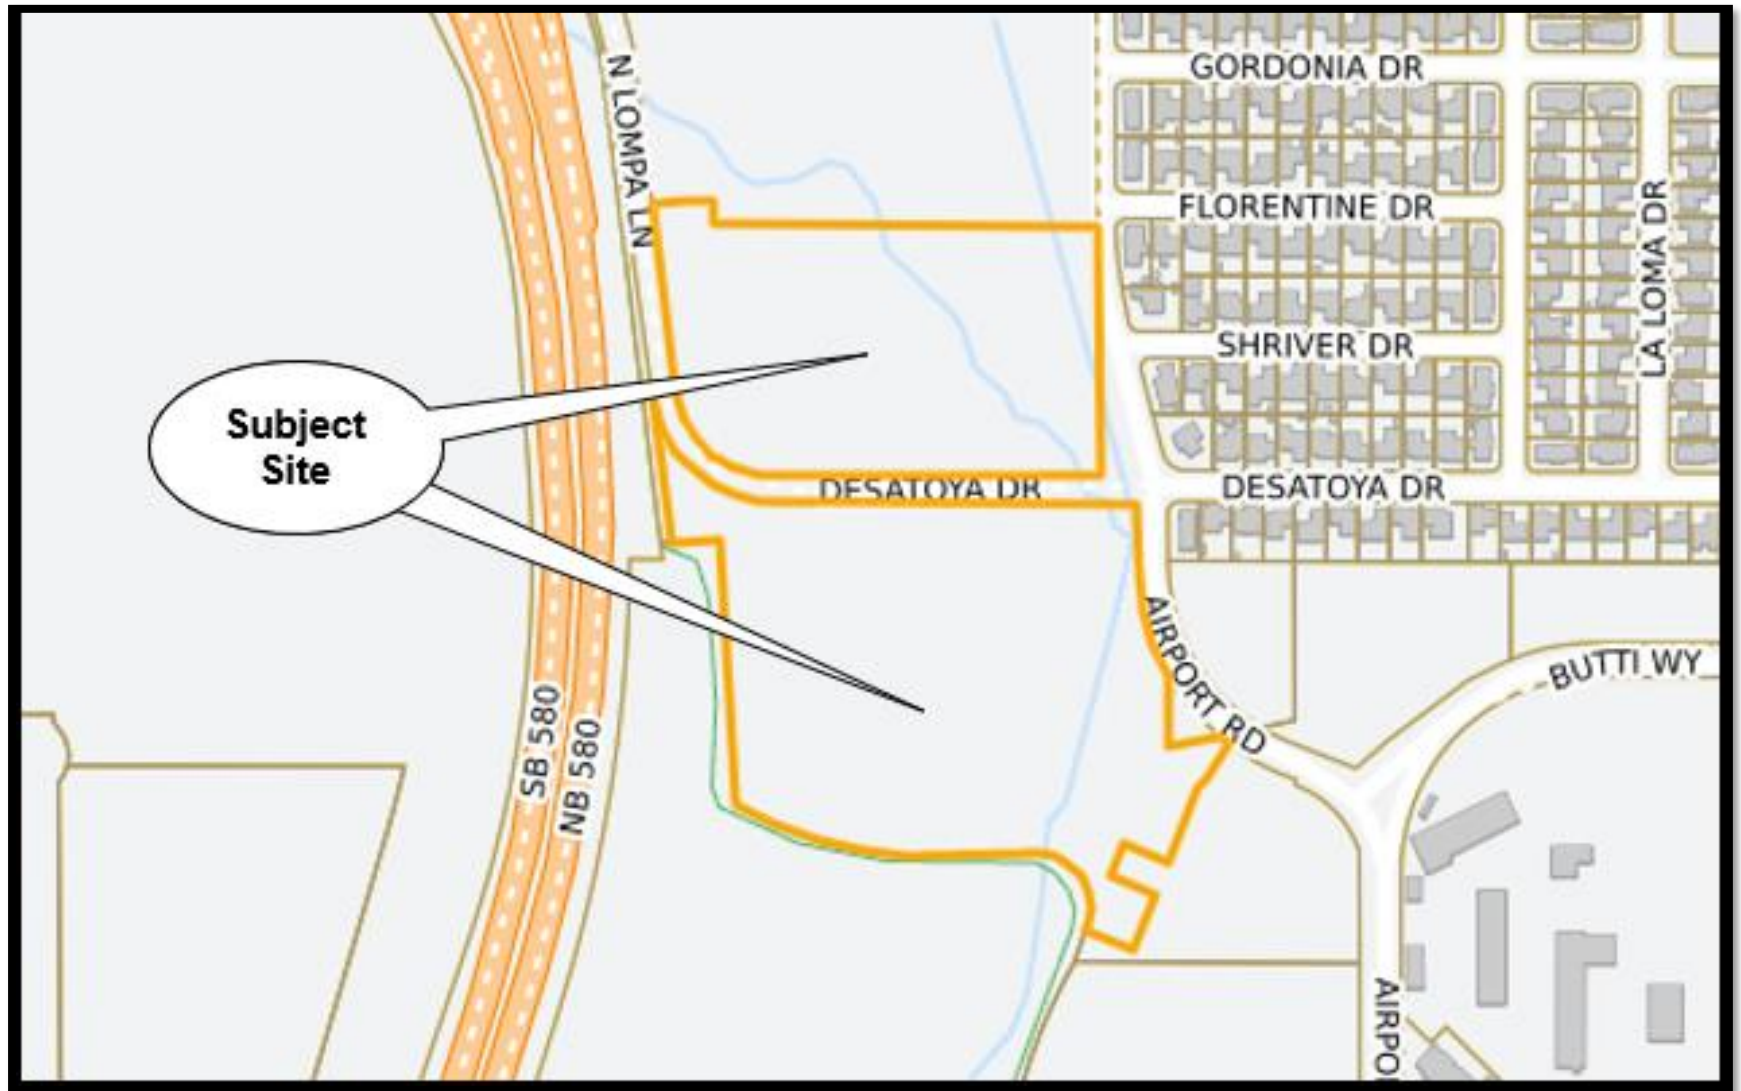 GORDONIA DR
N LOMPA LN
FLORENTINE DR
LA LOMA DR
SHRIVER DR
Subject
Site
DESATOYA DR
DESATOYA DR
AIRPORT RD
BUTTI WY
SB 580
NB 580
AIRPO